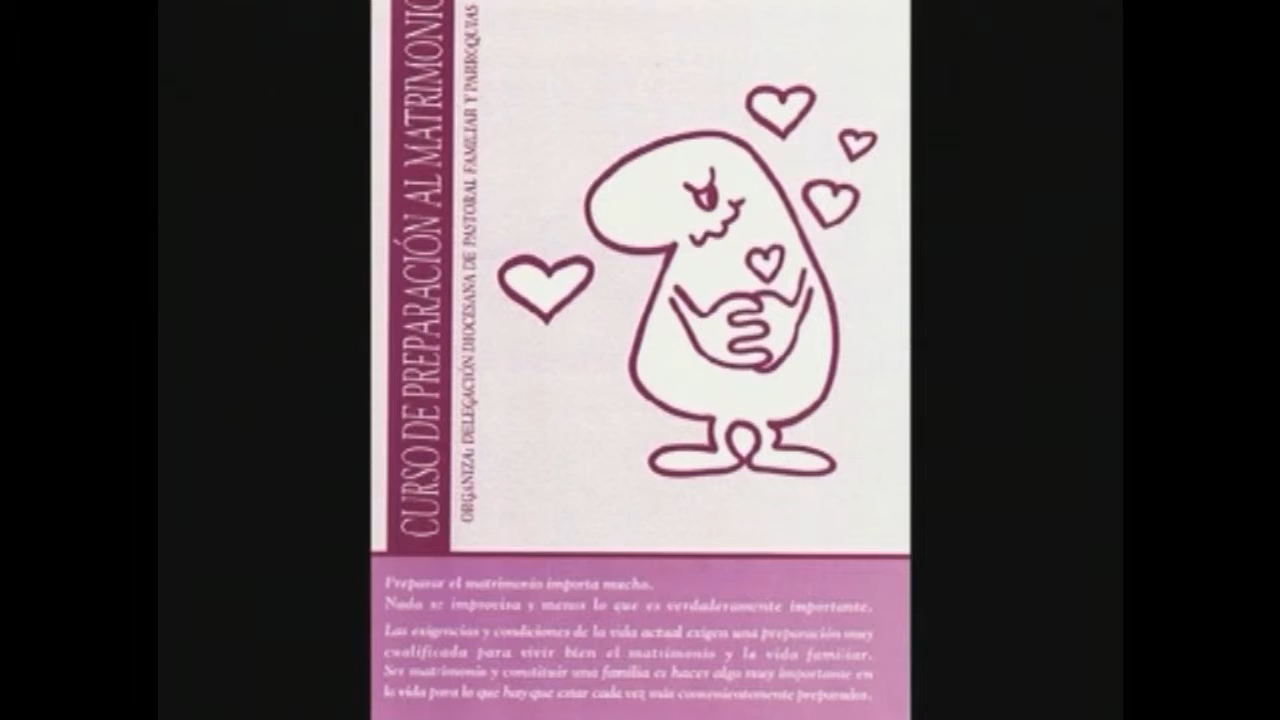 CURSO DE PREPARACIÓN AL MATRIMONIO
ORGANIZA: DELEGACIÓN DIOCESANA DE PASTORAL FAMILIAR Y PARROQUIAS
Preparar el matrimonio importa mucho.
Nada se improvisa y menos lo que es verdaderamente importante.
Las exigencias y condiciones de la vida actual exigen una preparación muy
cualificada para vivir bien el matrimonio y la vida familiar.
Ser matrimonio y constituir una familia es hacer algo muy importante en
la vida para lo que hay que estar cada vez más convenientemente preparados.